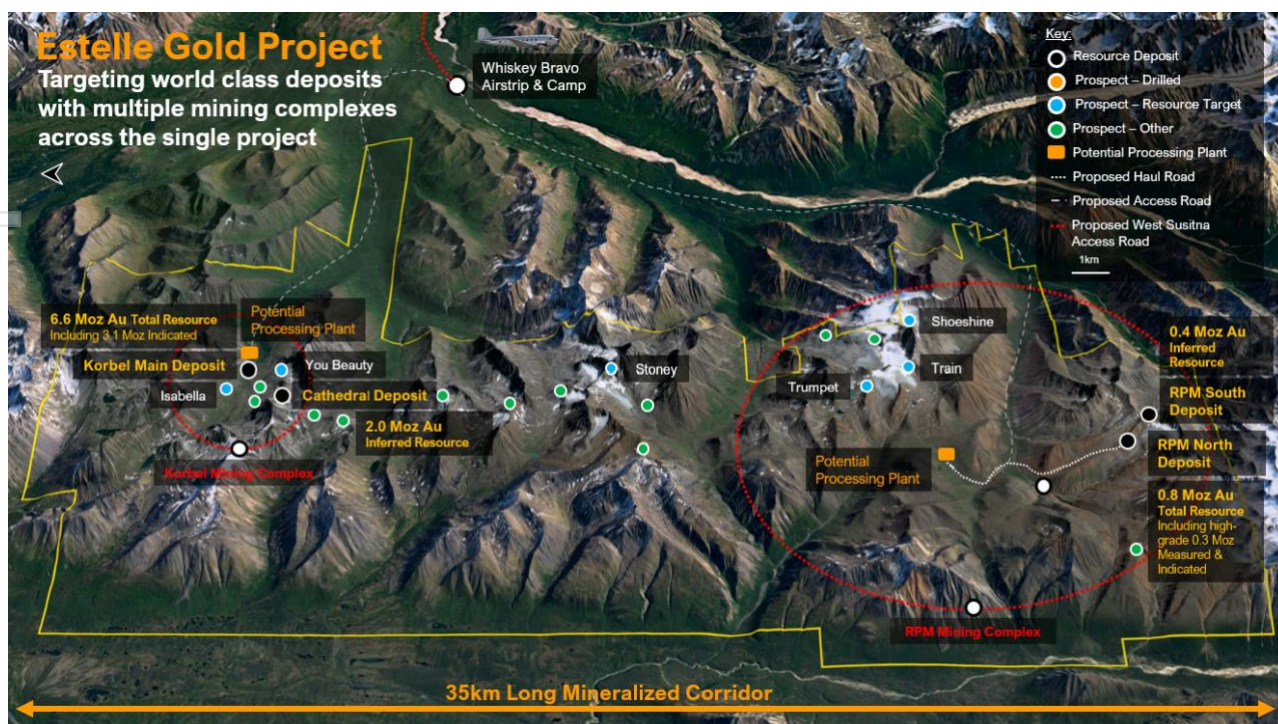 Estelle Gold Project
Targeting world class deposits
with multiple mining complexes
across the single project
Whiskey Bravo
Airstrip & Camp
Key:
Resource Deposit
Prospect – Drilled
Prospect – Resource Target
Prospect – Other
Potential Processing Plant
Proposed Haul Road
Proposed Access Road
Proposed West Susitna
Access Road
1km
6.6 Moz Au Total Resource
Including 3.1 Moz Indicated
Potential
Processing Plant
Korbel Main Deposit
You Beauty
Isabella
Cathedral Deposit
2.0 Moz Au
Inferred Resource
Korbel Mining Complex
Stoney
Shoeshine
Train
Trumpet
Potential
Processing Plant
0.4 Moz Au
Inferred
Resource
RPM South
Deposit
RPM North
Deposit
0.8 Moz Au
Total Resource
Including high-
grade 0.3 Moz
Measured &
Indicated
RPM Mining Complex
35km Long Mineralized Corridor